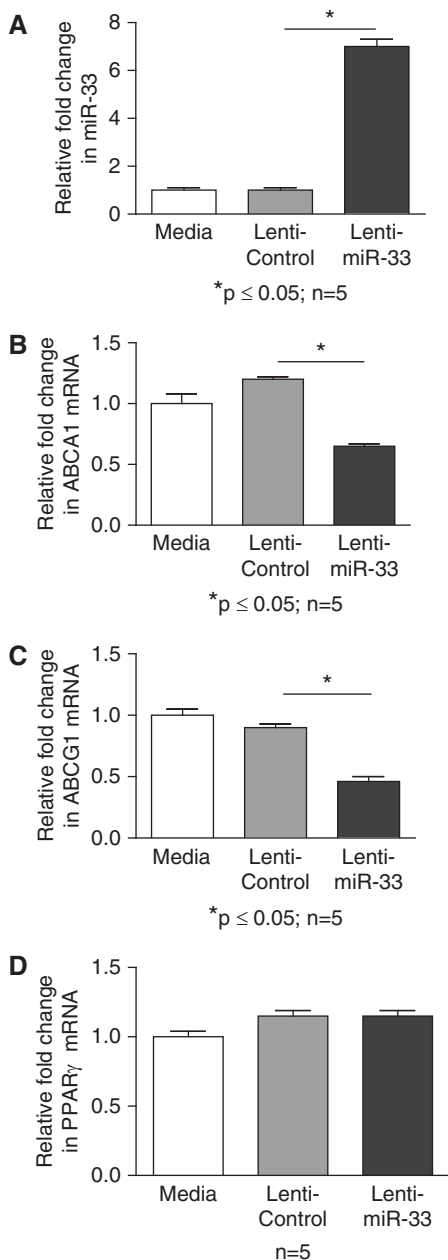 A
Relative fold change
in miR-33
8
6
4
2
0
*
Media
Lenti-
Control
Lenti-
miR-33
*p ≤ 0.05; n=5
B
Relative fold change
in ABCA1 mRNA
1.5
1.0
0.5
0.0
*
Media
Lenti-
Control
Lenti-
miR-33
*p ≤ 0.05; n=5
C
Relative fold change
in ABCG1 mRNA
1.5
1.0
0.5
0.0
*
Media
Lenti-
Control
Lenti-
miR-33
*p ≤ 0.05; n=5
D
Relative fold change
in PPARγ mRNA
1.5
1.0
0.5
0.0
Media
Lenti-
Control
Lenti-
miR-33
n=5